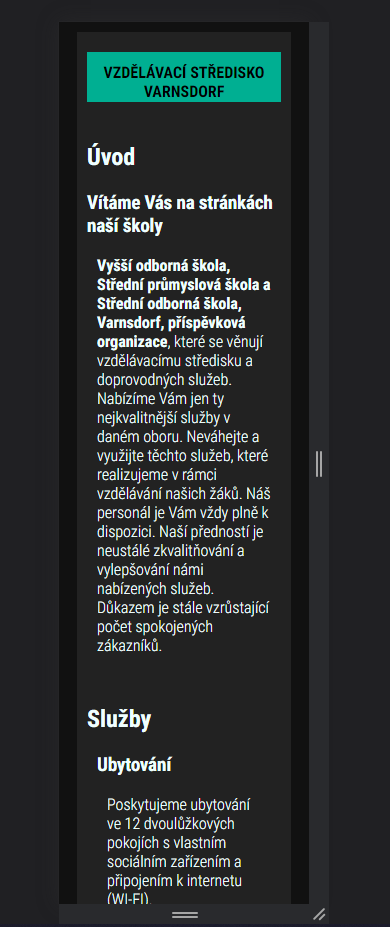 VZDĚLÁVACÍ STŘEDISKO
VARNSDORF
Úvod
Vítáme Vás na stránkách
naší školy
Vyšší odborná škola,
Střední průmyslová škola a
Střední odborná škola,
Varnsdorf, příspěvková
organizace, které se věnují
vzdělávacímu středisku a
doprovodných služeb.
Nabízíme Vám jen ty
nejkvalitnější služby v
daném oboru. Neváhejte a
využijte těchto služeb, které
realizujeme v rámci
vzdělávání našich žáků. Náš
personál je Vám vždy plně k
dispozici. Naší předností je
neustálé zkvalitňování a
vylepšování námi
nabízených služeb.
Důkazem je stále vzrůstající
počet spokojených
zákazníků.
Služby
Ubytování
Poskytujeme ubytování
ve 12 dvoulůžkových
pokojích s vlastním
sociálním zařízením a
připojením k internetu
(WI-FI).